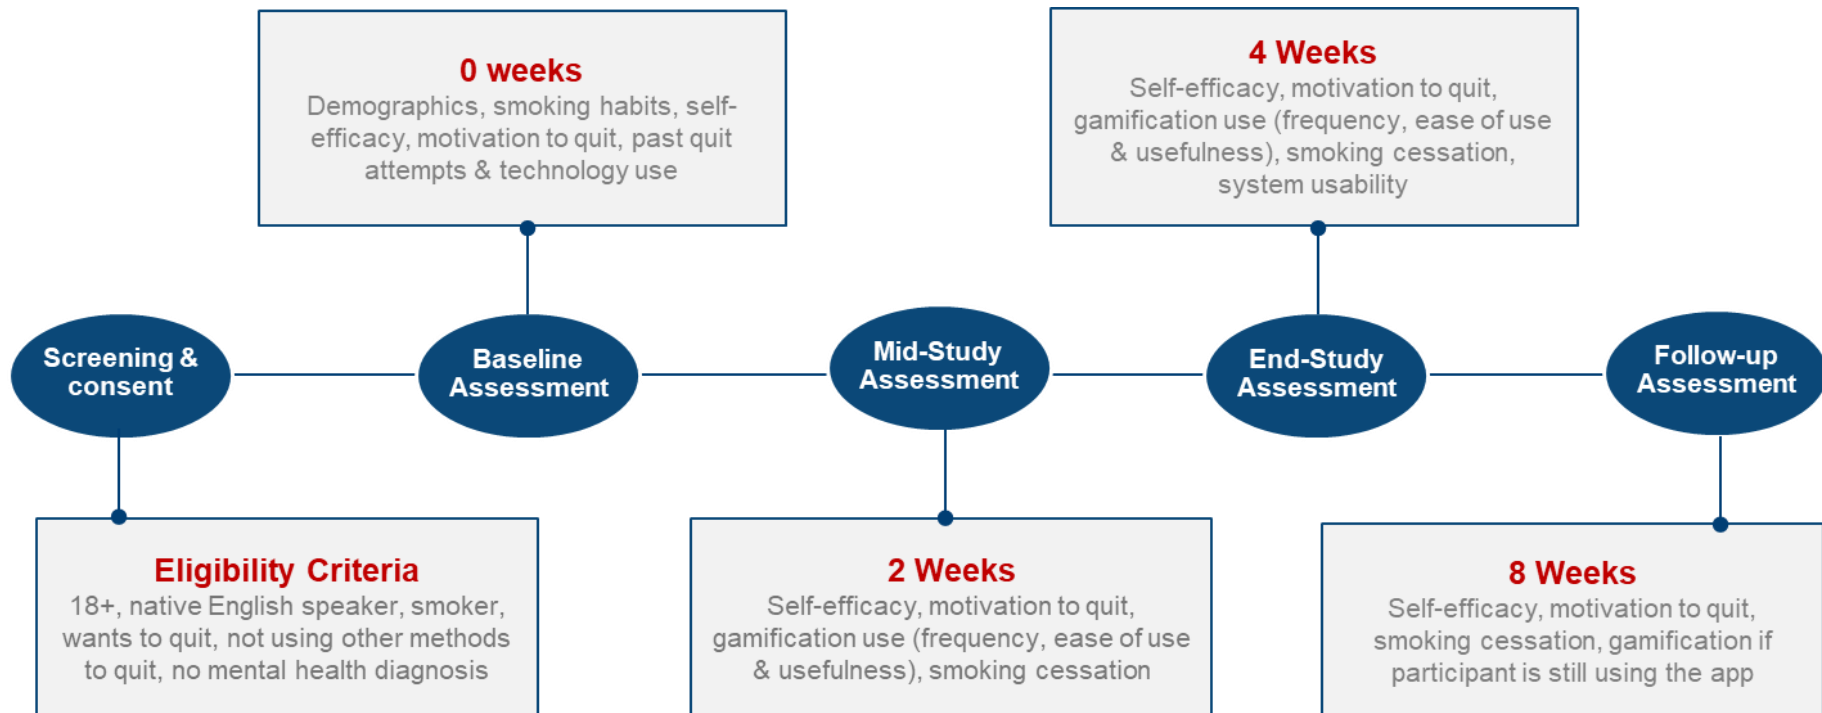 0 weeks
Demographics, smoking habits, self-
efficacy, motivation to quit, past quit
attempts & technology use
4 Weeks
Self-efficacy, motivation to quit,
gamification use (frequency, ease of use
& usefulness), smoking cessation,
system usability
Screening &
consent
Baseline
Assessment
Mid-Study
Assessment
End-Study
Assessment
Follow-up
Assessment
Eligibility Criteria
18+, native English speaker, smoker,
wants to quit, not using other methods
to quit, no mental health diagnosis
2 Weeks
Self-efficacy, motivation to quit,
gamification use (frequency, ease of use
& usefulness), smoking cessation
8 Weeks
Self-efficacy, motivation to quit,
smoking cessation, gamification if
participant is still using the app